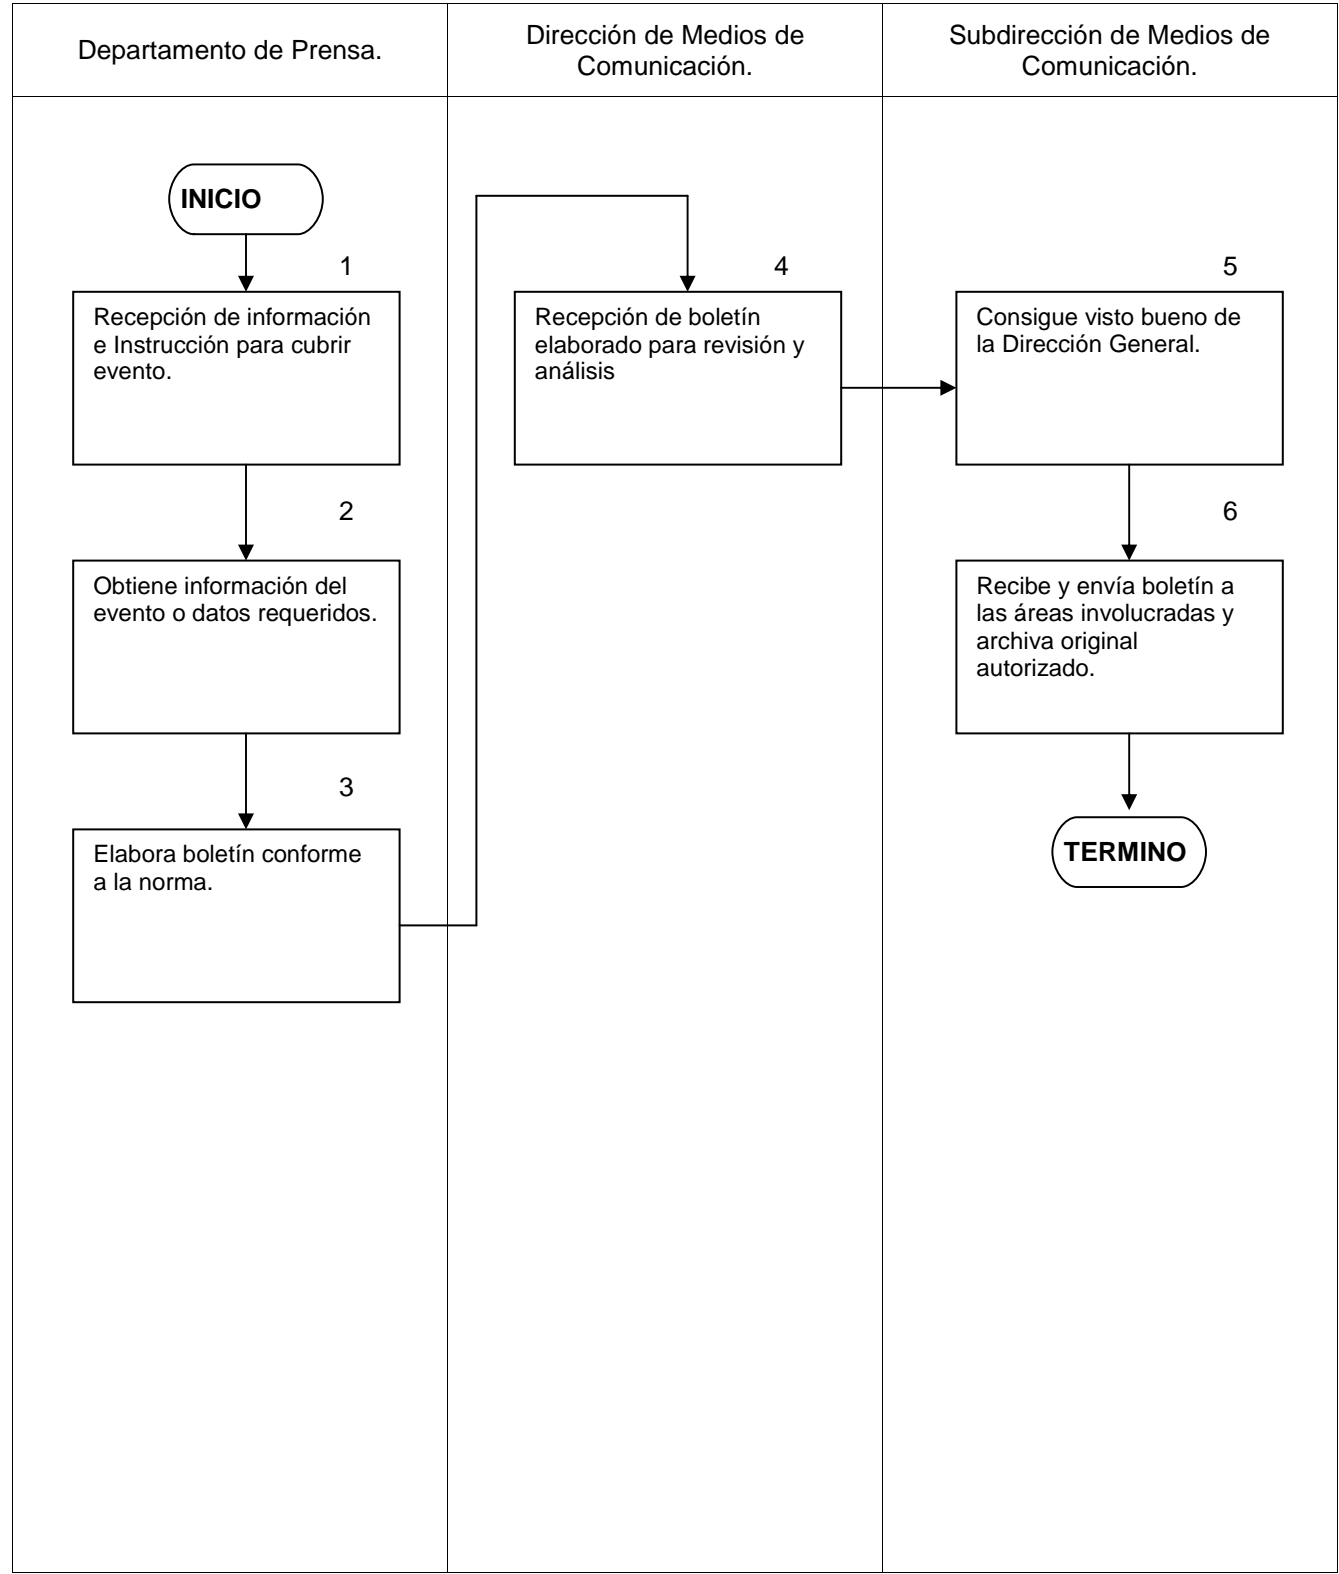 Departamento de Prensa.
Dirección de Medios de
Comunicación.
Subdirección de Medios de
Comunicación.
INICIO
1
Recepción de información
e Instrucción para cubrir
evento.
2
Obtiene información del
evento o datos requeridos.
3
Elabora boletín conforme
a la norma.
4
Recepción de boletín
elaborado para revisión y
análisis
5
Consigue visto bueno de
la Dirección General.
6
Recibe y envía boletín a
las áreas involucradas y
archiva original
autorizado.
TERMINO